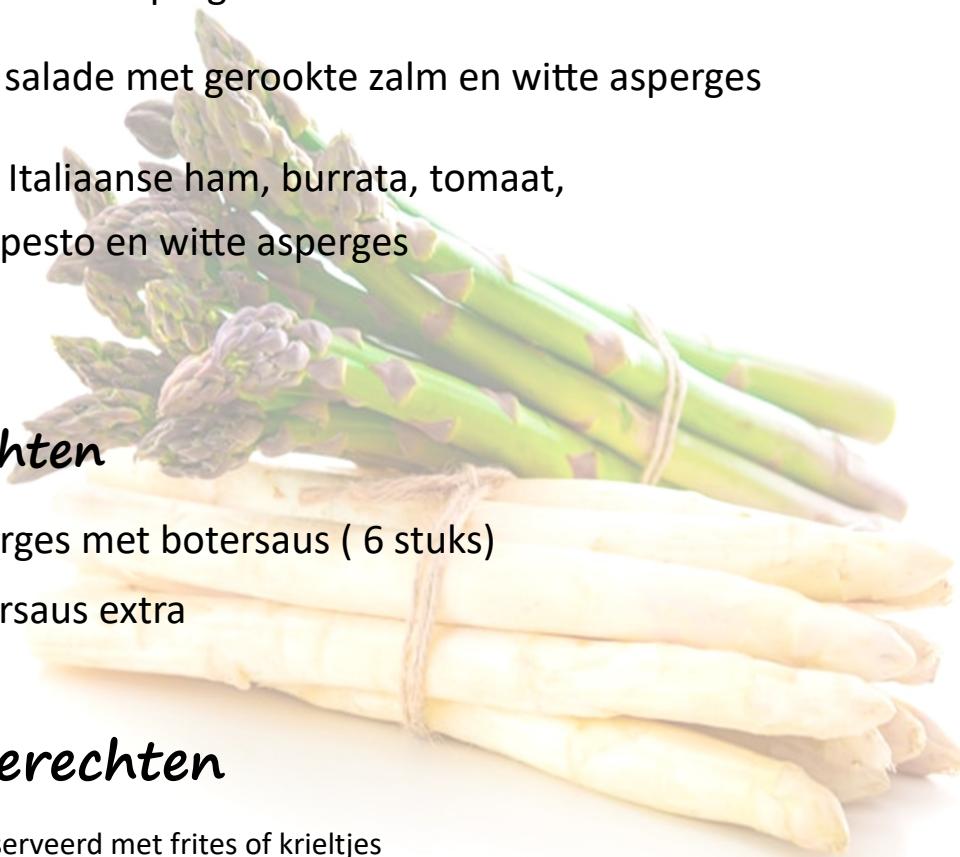 salade met gerookte zalm en witte asperges
Italiaanse ham, burrata, tomaat,
pesto en witte asperges
hten
rges met botersaus ( 6 stuks)
rsaus extra
erechten
serveerd met frites of krieltjes